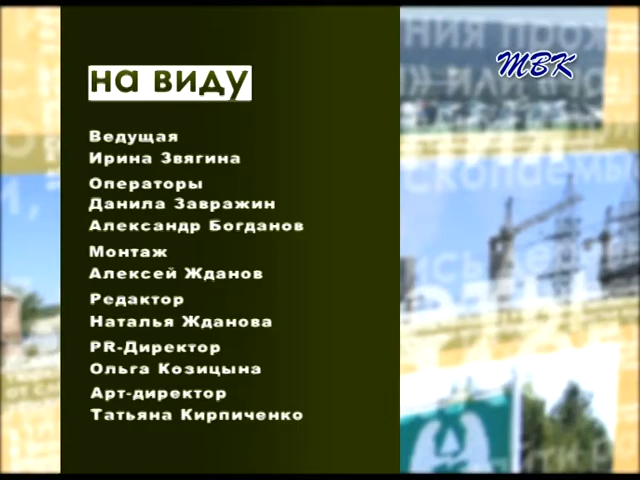 ТВК
на виду
Ведущая
Ирина Звягина
Операторы
Данила Завражин
Александр Богданов
Монтаж
Алексей Жданов
Редактор
Наталья Жданова
PR-Директор
Ольга Козицына
Арт-директор
Татьяна Кирпиченко